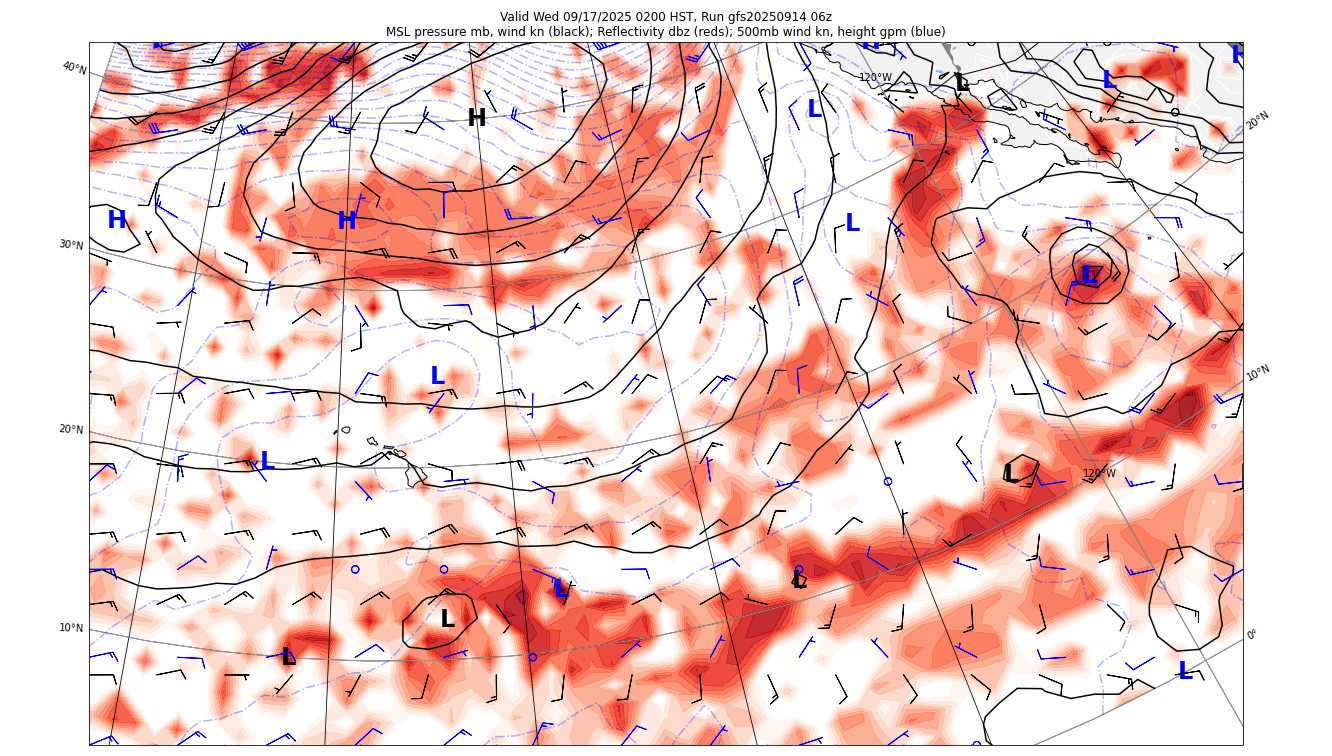 Valid Wed 09/17/2025 0200 HST, Run gfs20250914 06z
MSL pressure mb, wind kn (black); Reflectivity dbz (reds); 500mb wind kn, height gpm (blue)
H
H
40°N
120°W
L
L
L
H
20°N
H
H
L
30°N
L
10°N
L
20°N
L
L
120°W
L
L
L
10°N
L
0°
L
L